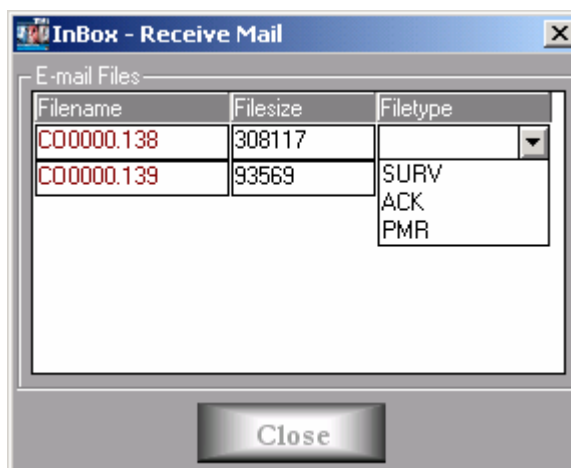 InBox - Receive Mail
E-mail Files
Filename Filesize Filetype
CO0000.138 308117
CO0000.139 93569 SURV
ACK
PMR
Close